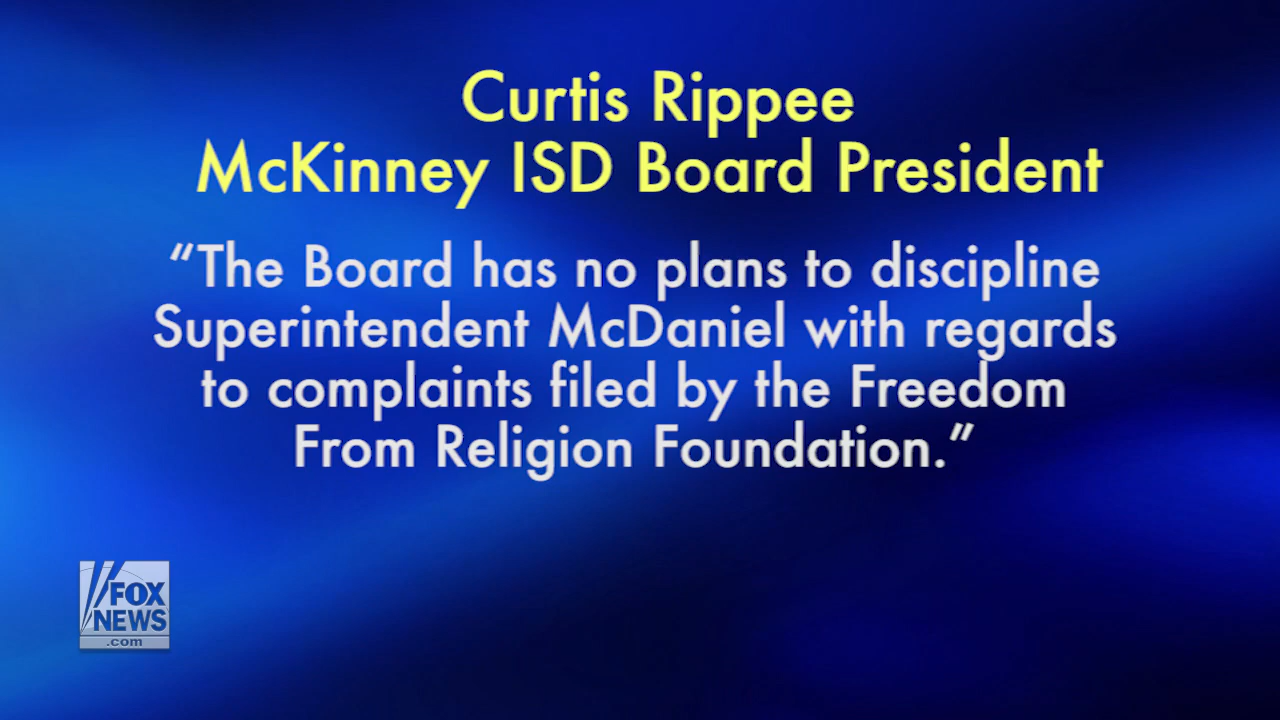 Curtis Rippee
McKinney ISD Board President
“The Board has no plans to discipline
Superintendent McDaniel with regards
to complaints filed by the Freedom
From Religion Foundation.”
FOX
NEWS
.com